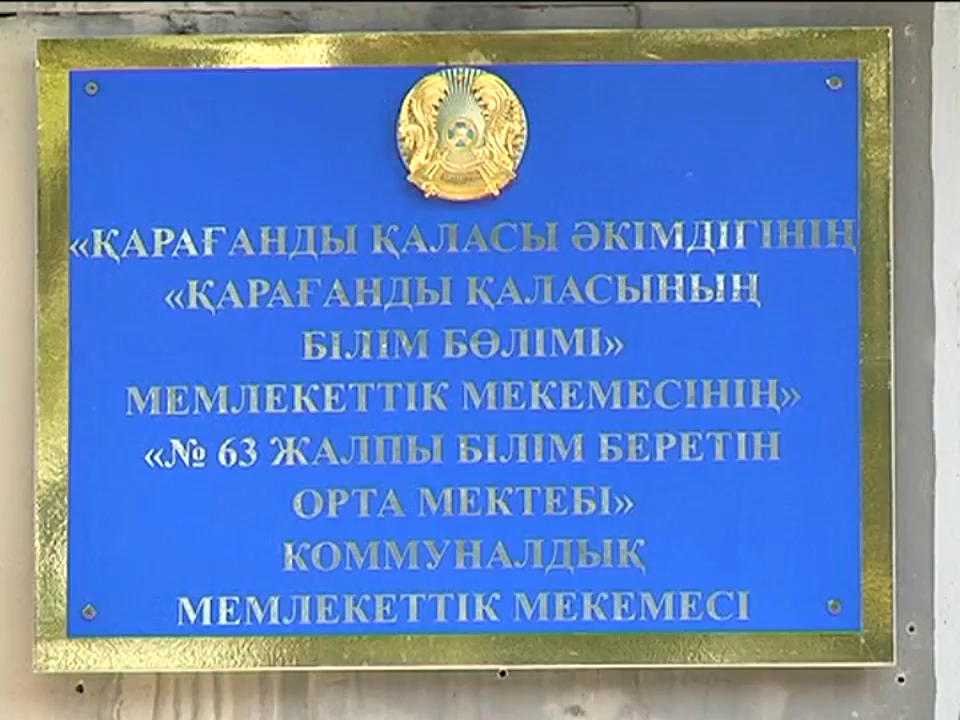 «ҚАРАҒАНДЫ ҚАЛАСЫ ӘКІМДІГІНІҢ
«ҚАРАҒАНДЫ ҚАЛАСЫНЫҢ
БІЛІМ БӨЛІМІ»
МЕМЛЕКЕТТІК МЕКЕМЕСІНІҢ»
«№ 63 ЖАЛПЫ БІЛІМ БЕРЕТІН
ОРТА МЕКТЕБІ»
КОММУНАЛДЫҚ
МЕМЛЕКЕТТІК МЕКЕМЕСІ